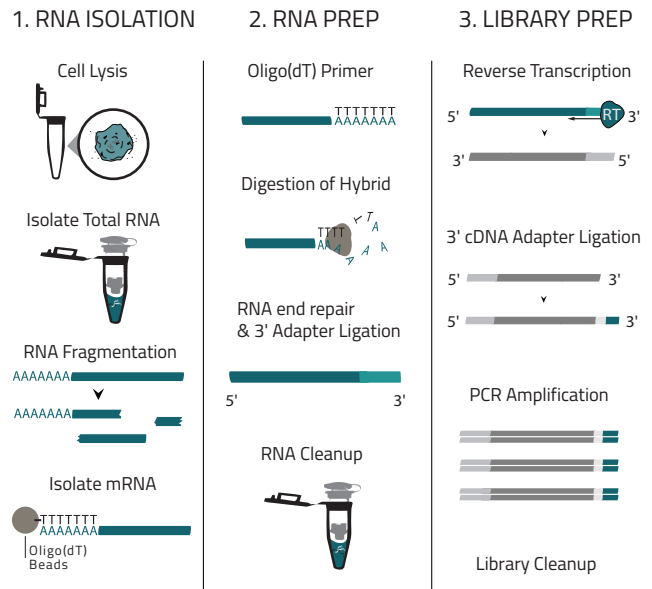 1. RNA ISOLATION
Cell Lysis
Isolate Total RNA
RNA Fragmentation
AAAAAAA
AAAAAAA
Isolate mRNA
TTTTTTT
AAAAAAA
Oligo(dT)
Beads
2. RNA PREP
Oligo(dT) Primer
TTTTTTT
AAAAAAA
Digestion of Hybrid
TTTT
T T A
AAA A A A A
RNA end repair
& 3' Adapter Ligation
5' 3'
RNA Cleanup
3. LIBRARY PREP
Reverse Transcription
5' RT 3'
3' 5'
3' cDNA Adapter Ligation
5' 3'
5' 3'
PCR Amplification
Library Cleanup